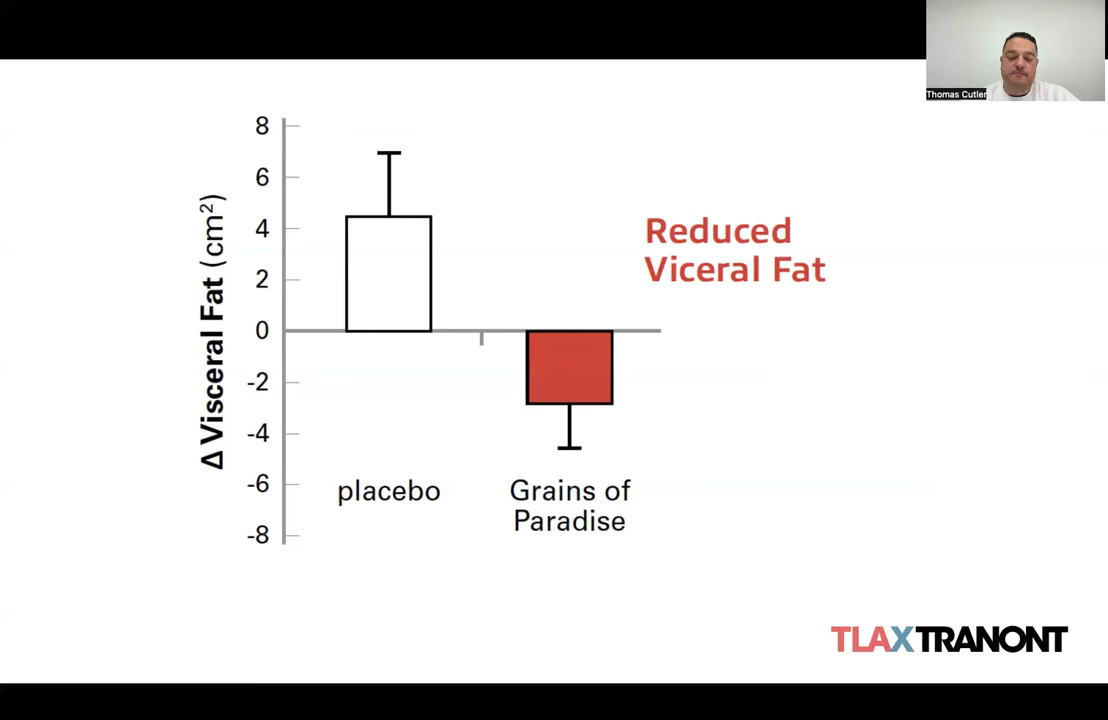 Thomas Cutler
8
6
4
2
0
-2
-4
-6
-8
Δ Visceral Fat (cm²)
placebo
Grains of
Paradise
Reduced
Viceral Fat
TLAXTRANONT